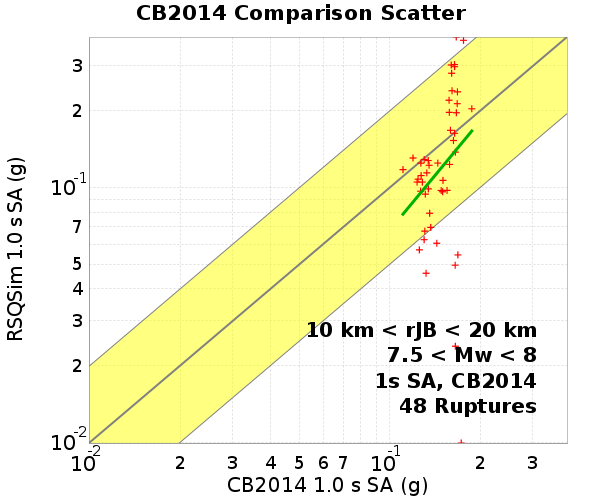 CB2014 Comparison Scatter
RSQSim 1.0 s SA (g)
3
2
10-1
7
5
4
3
2
10-2
10 km < rJB < 20 km
7.5 < Mw < 8
1s SA, CB2014
48 Ruptures
10-2 2 3 4 5 6 7 10-1 2 3
CB2014 1.0 s SA (g)